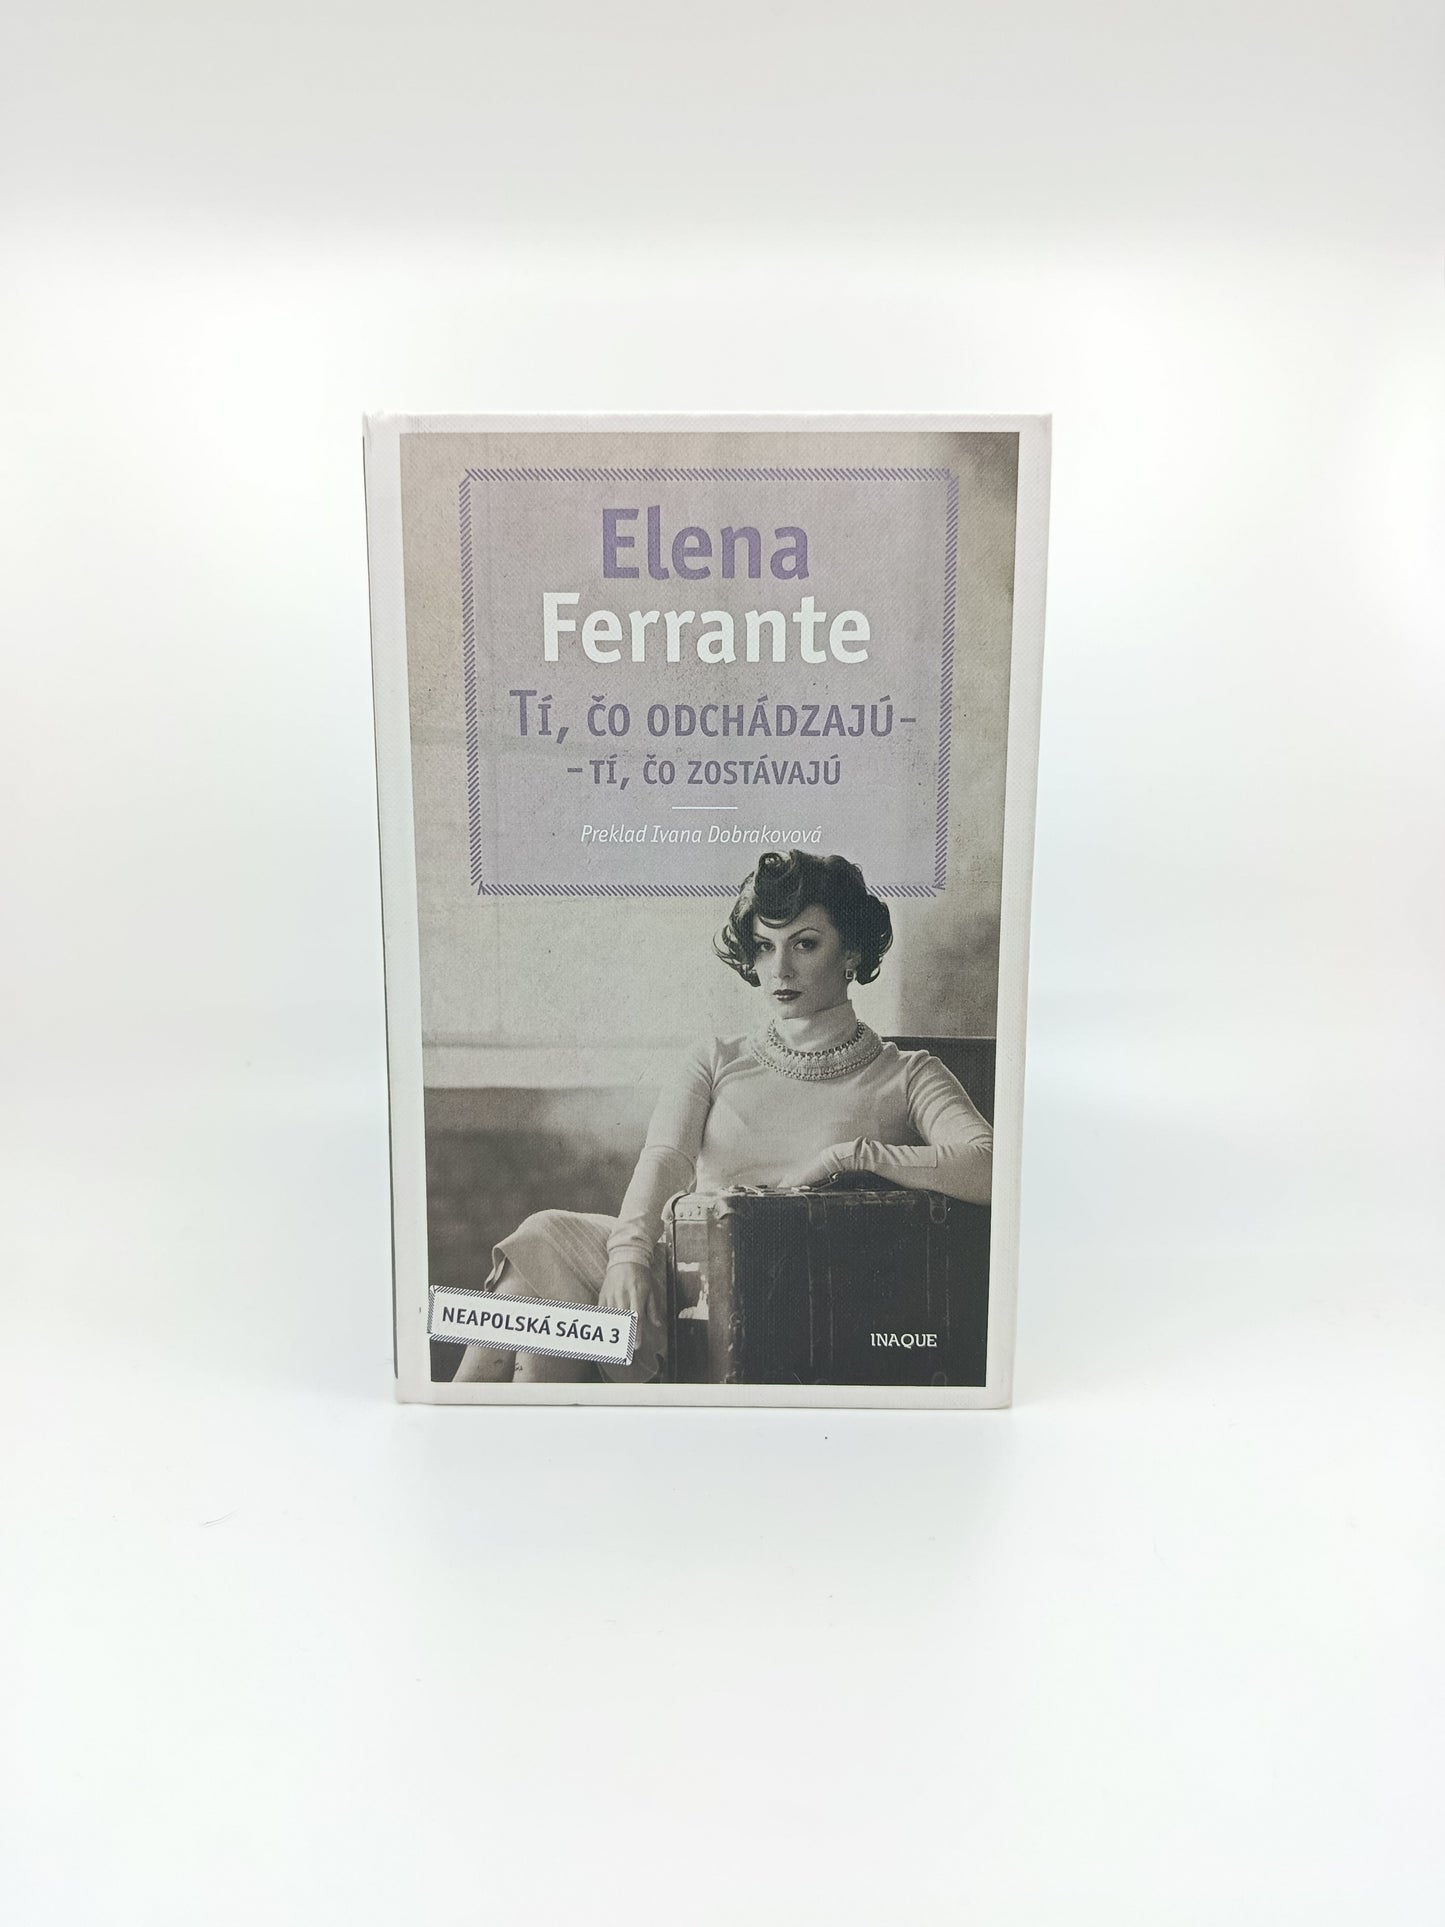 Elena
Ferrante
Tí, čo odchádzajú –
– tí, čo zostávajú
Preklad Ivana Dobrakovová
NEAPOLSKÁ SÁGA 3
INAQUE